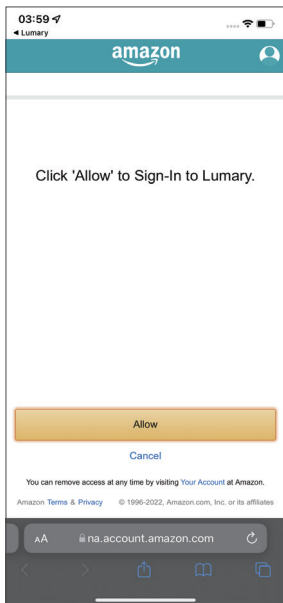 03:59
◀ Lumary
amazon
Click 'Allow' to Sign-In to Lumary.
Allow
Cancel
You can remove access at any time by visiting Your Account at Amazon.
Amazon Terms & Privacy © 1996-2022, Amazon.com, Inc. or its affiliates
AA na.account.amazon.com